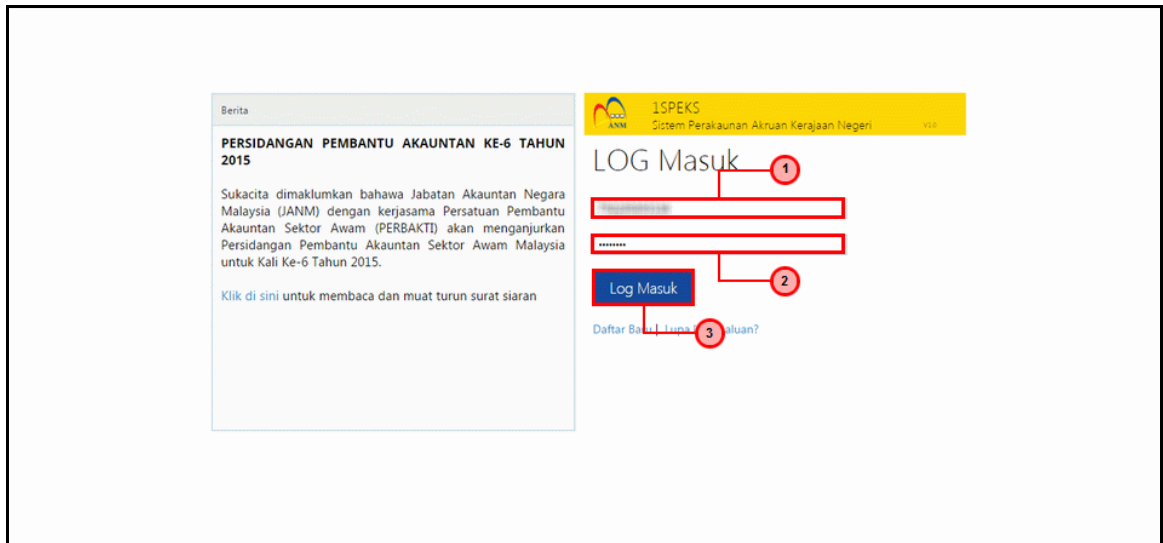 Berita
PERSIDANGAN PEMBANTU AKAUNTAN KE-6 TAHUN
2015
Sukacita dimaklumkan bahawa Jabatan Akauntan Negara
Malaysia (JANM) dengan kerjasama Persatuan Pembantu
Akauntan Sektor Awam (PERBAKTI) akan menganjurkan
Persidangan Pembantu Akauntan Sektor Awam Malaysia
untuk Kali Ke-6 Tahun 2015.
Klik di sini untuk membaca dan muat turun surat siaran
ANM
1SPEKS
Sistem Perakaunan Akruan Kerajaan Negeri
V1.0
LOG Masuk
1
••••••••
2
Log Masuk
Daftar Baru | Lupa aluan?
3